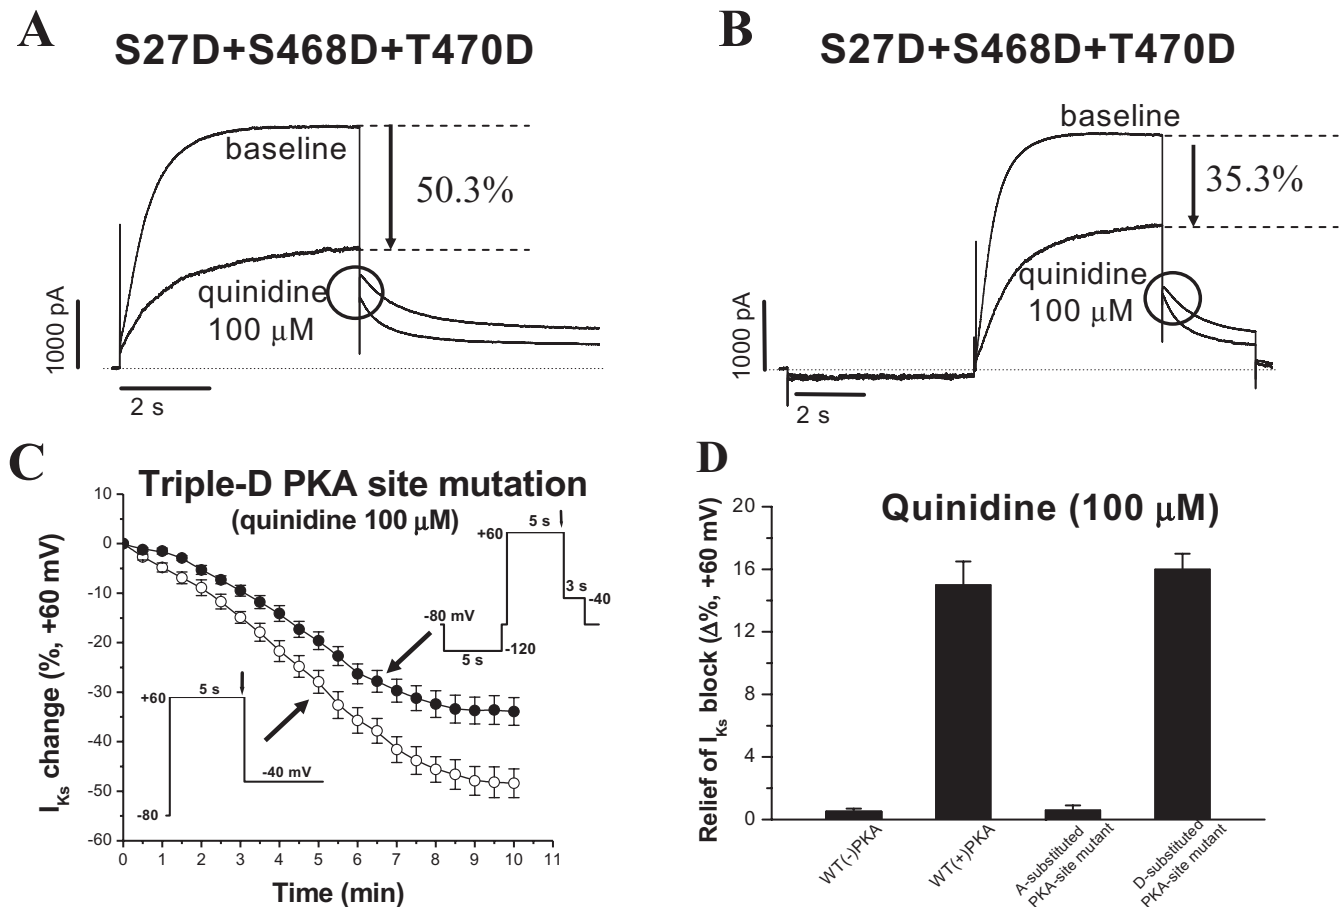 A
S27D+S468D+T470D
baseline
50.3%
quinidine
100 μM
1000 pA
2 s
B
S27D+S468D+T470D
baseline
35.3%
quinidine
100 μM
1000 pA
2 s
C
Triple-D PKA site mutation
(quinidine 100 μM)
IKs change (%, +60 mV)
10
0
-10
-20
-30
-40
-50
-60
0 1 2 3 4 5 6 7 8 9 10 11
Time (min)
+60
5 s
-40 mV
-80
5 s
+60
3 s
-40
-80 mV
-120
5 s
D
Quinidine (100 μM)
Relief of IKs block (Δ%, +60 mV)
20
16
12
8
4
0
WT(-)PKA
WT(+)PKA
A-substituted
PKA-site mutant
D-substituted
PKA-site mutant